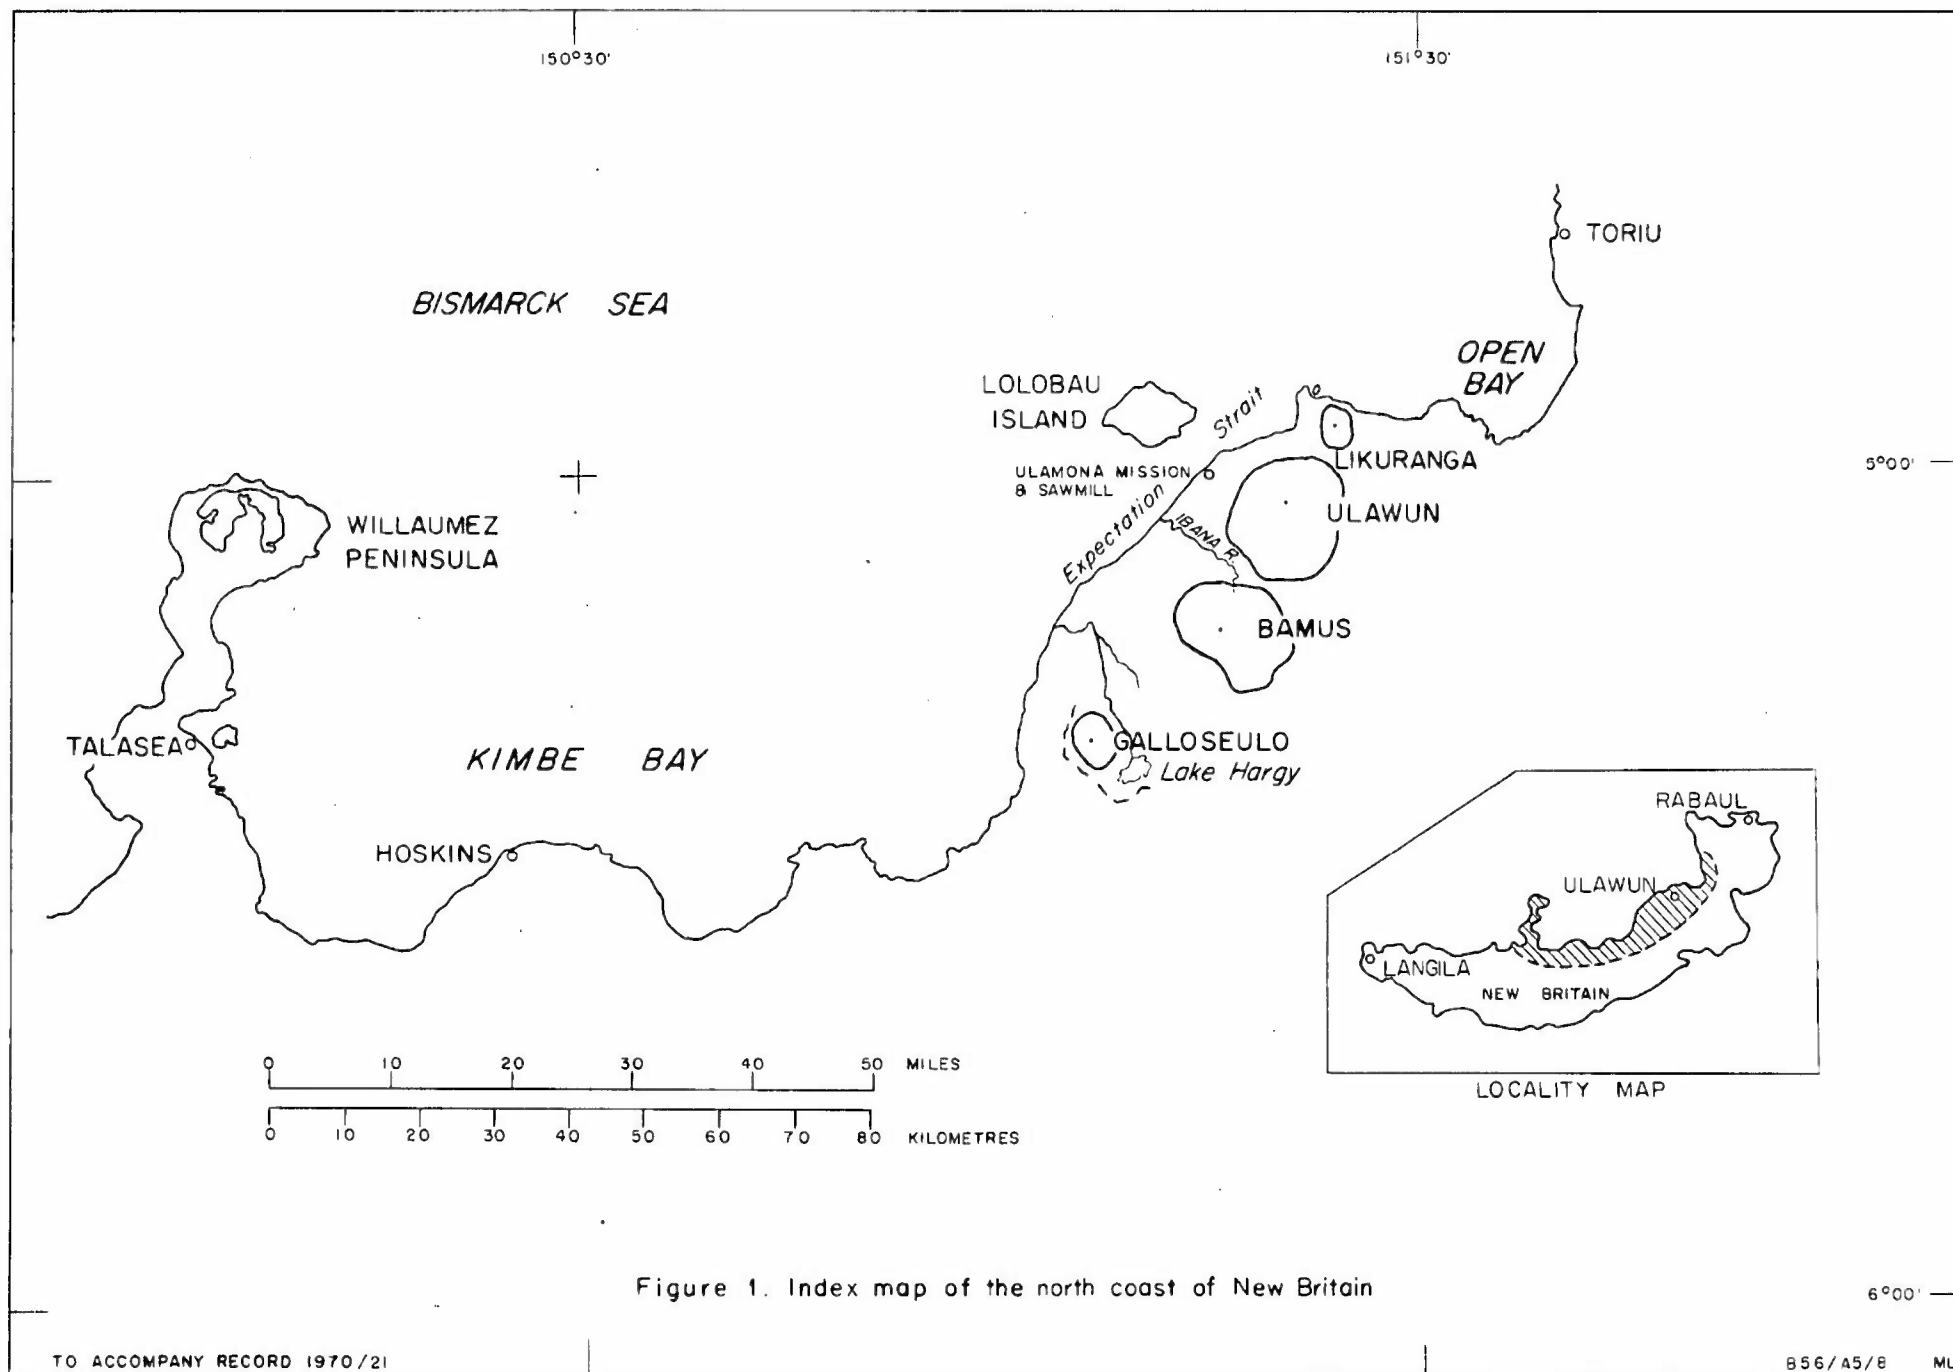 150°30'
151°30'
TORIU
BISMARCK SEA
OPEN
BAY
LOLOBAU
ISLAND
Strait
LIKURANGA
5°00'
ULAMONA MISSION
& SAWMILL
Expectation
IBANA R.
ULAWUN
WILLAUMEZ
PENINSULA
BAMUS
TALASEA
KIMBE BAY
GALLOSEULO
Lake Hargy
HOSKINS
RABAUL
ULAWUN
LANGILA
NEW BRITAIN
LOCALITY MAP
0 10 20 30 40 50 MILES
0 10 20 30 40 50 60 70 80 KILOMETRES
Figure 1. Index map of the north coast of New Britain
6°00'
TO ACCOMPANY RECORD 1970/21
B56/A5/8